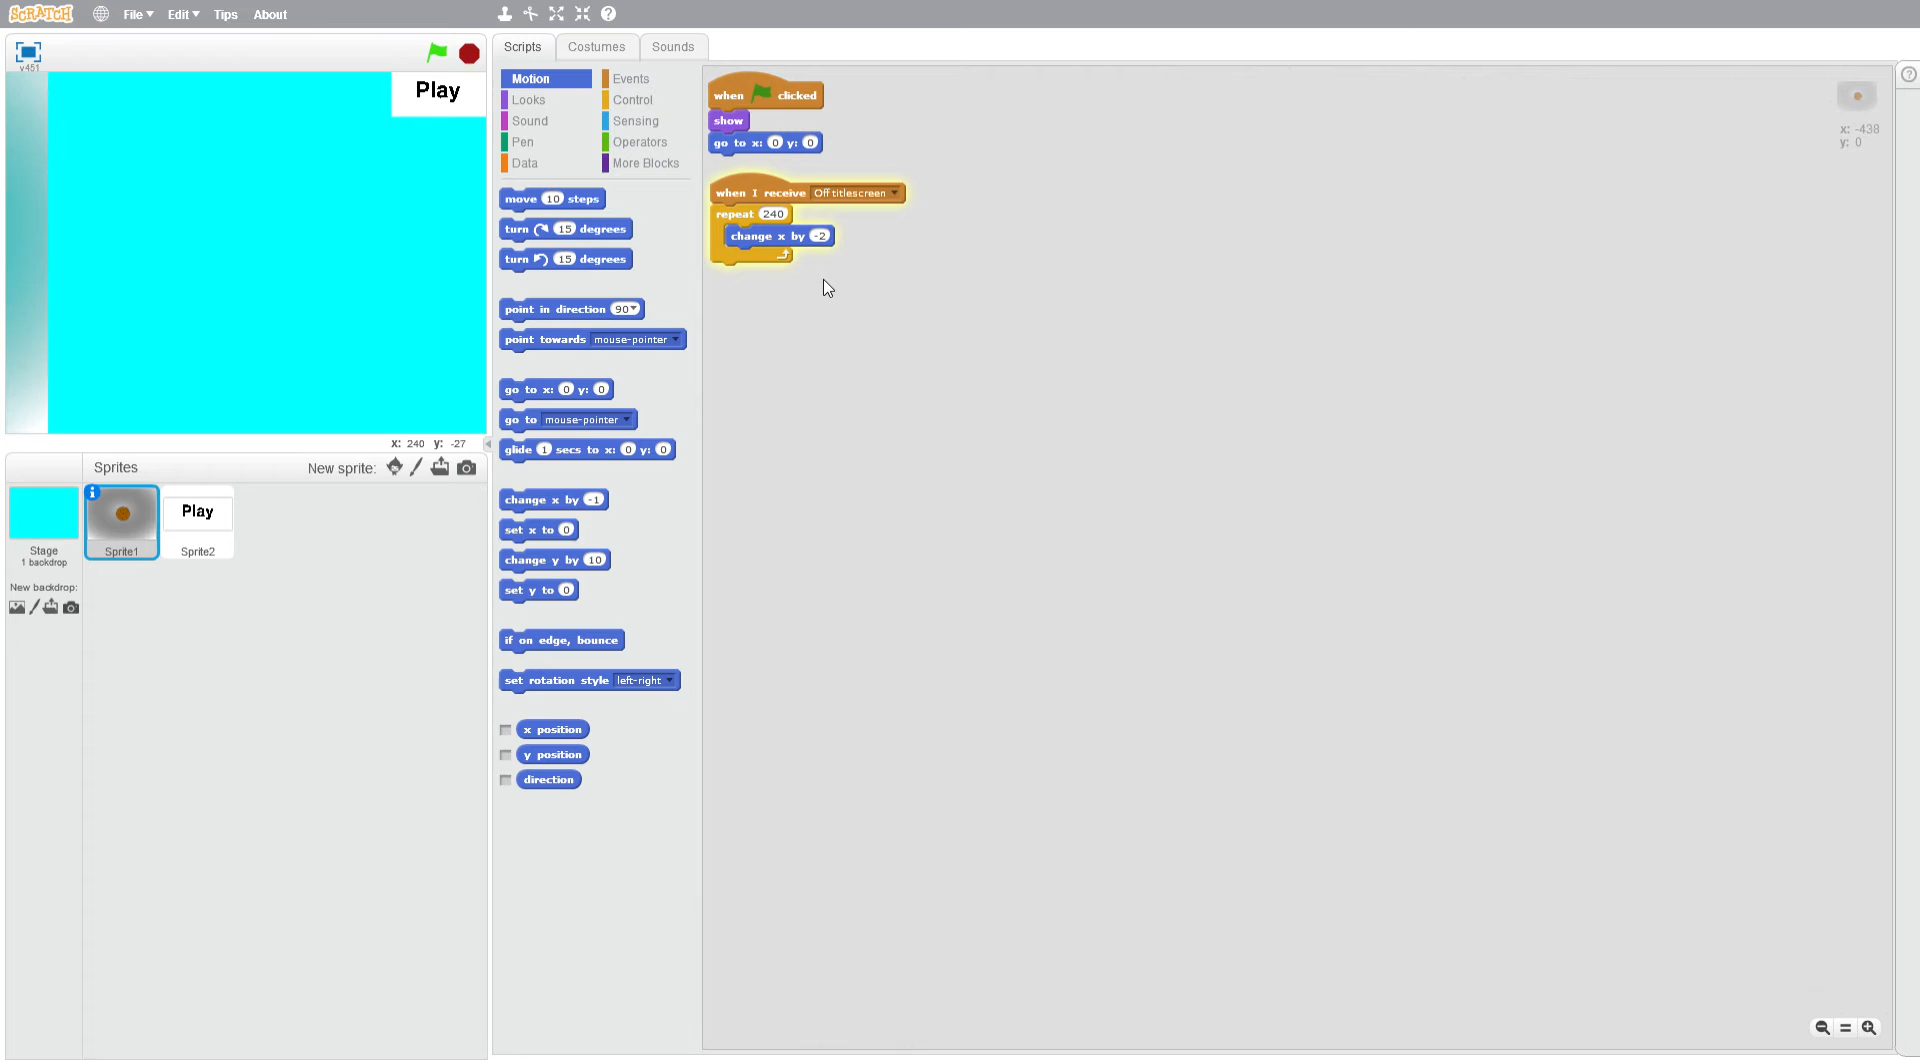 SCRATCH File Edit Tips About
v451
Play
x: 240 y: -27
Sprites New sprite:
Stage
1 backdrop
New backdrop:
Sprite1
Play
Sprite2
Scripts Costumes Sounds
Motion Events
Looks Control
Sound Sensing
Pen Operators
Data More Blocks
move 10 steps
turn 15 degrees
turn 15 degrees
point in direction 90
point towards mouse-pointer
go to x: 0 y: 0
go to mouse-pointer
glide 1 secs to x: 0 y: 0
change x by -1
set x to 0
change y by 10
set y to 0
if on edge, bounce
set rotation style left-right
x position
y position
direction
when clicked
show
go to x: 0 y: 0
when I receive Off titlescreen
repeat 240
change x by -2
x: -438
y: 0